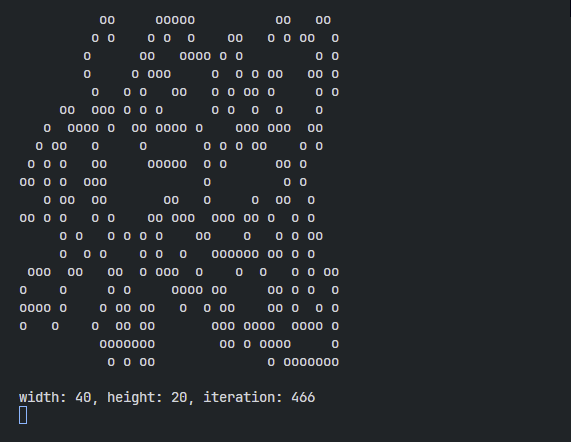 oo     ooooo          oo   oo
         o o    o oo o    oo   o o oo  o
        o      oo   oooo o o         o o
        o     o ooo     o  o o oo   oo o
         o   o o   oo   o o oo o     o o
     oo  ooo o o o      o o  o  o    o
   o  oooo o  oo oooo o    ooo ooo  oo
  o oo   o     o       o o o oo    o o
 o o o   oo     ooooo  o o      oo o
oo o o  ooo            o         o o
   o oo  oo       oo   o     o  oo  o
oo o o   o o    oo ooo  ooo oo o  o o
     o o   o o o o    oo    o   o o oo
     o  o o    o o  o   oooooo oo o o
 ooo  oo   oo  o ooo  o    o  o   o o oo
o    o     o o     oooo oo     oo o o  o
oooo o    o oo oo   o  o oo    oo o o o
o   o    o  oo oo       ooo oooo  oooo o
          ooooooo        oo o oooo     o
           o o oo              o ooooooo
width: 40, height: 20, iteration: 466